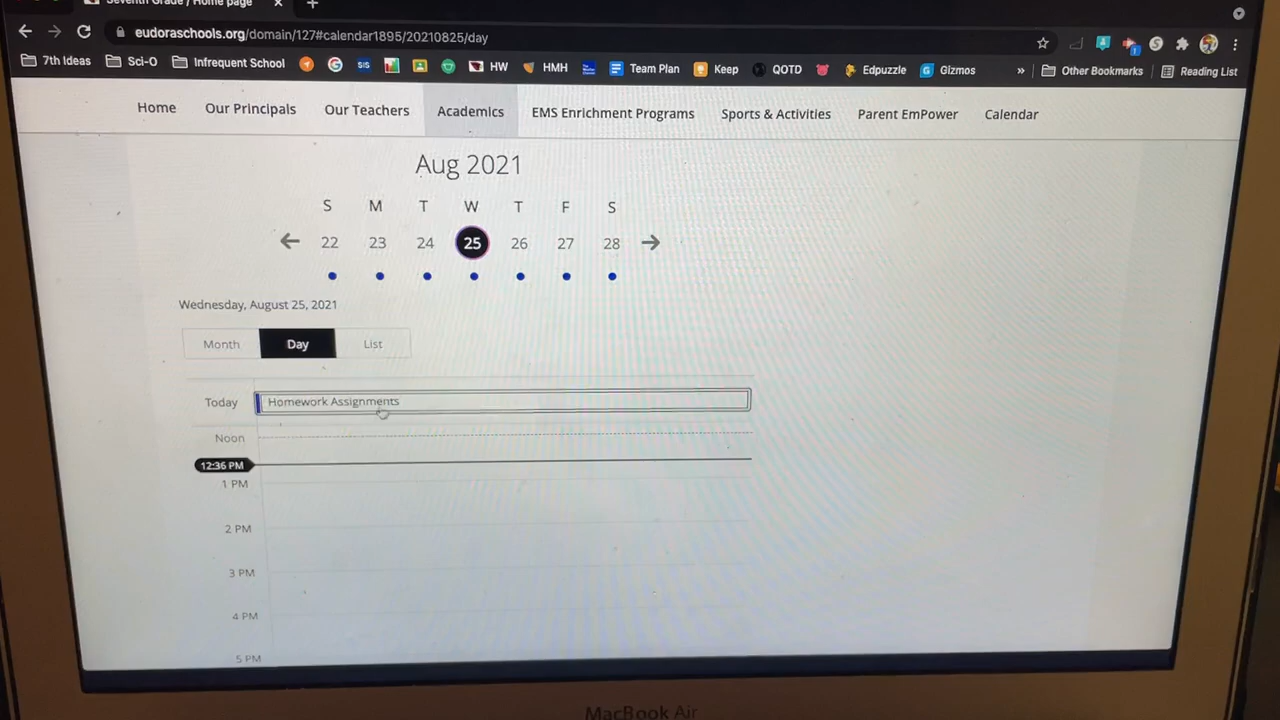 Seventh Grade / Home page
eudoraschools.org/domain/127#calendar1895/20210825/day
7th Ideas Sci-O Infrequent School SIS HW HMH Team Plan Keep QOTD Edpuzzle Gizmos » Other Bookmarks Reading List
Home Our Principals Our Teachers Academics EMS Enrichment Programs Sports & Activities Parent EmPower Calendar
Aug 2021
S M T W T F S
22 23 24 25 26 27 28
Wednesday, August 25, 2021
Month Day List
Today Homework Assignments
Noon
12:36 PM
1 PM
2 PM
3 PM
4 PM
5 PM
MacBook Air